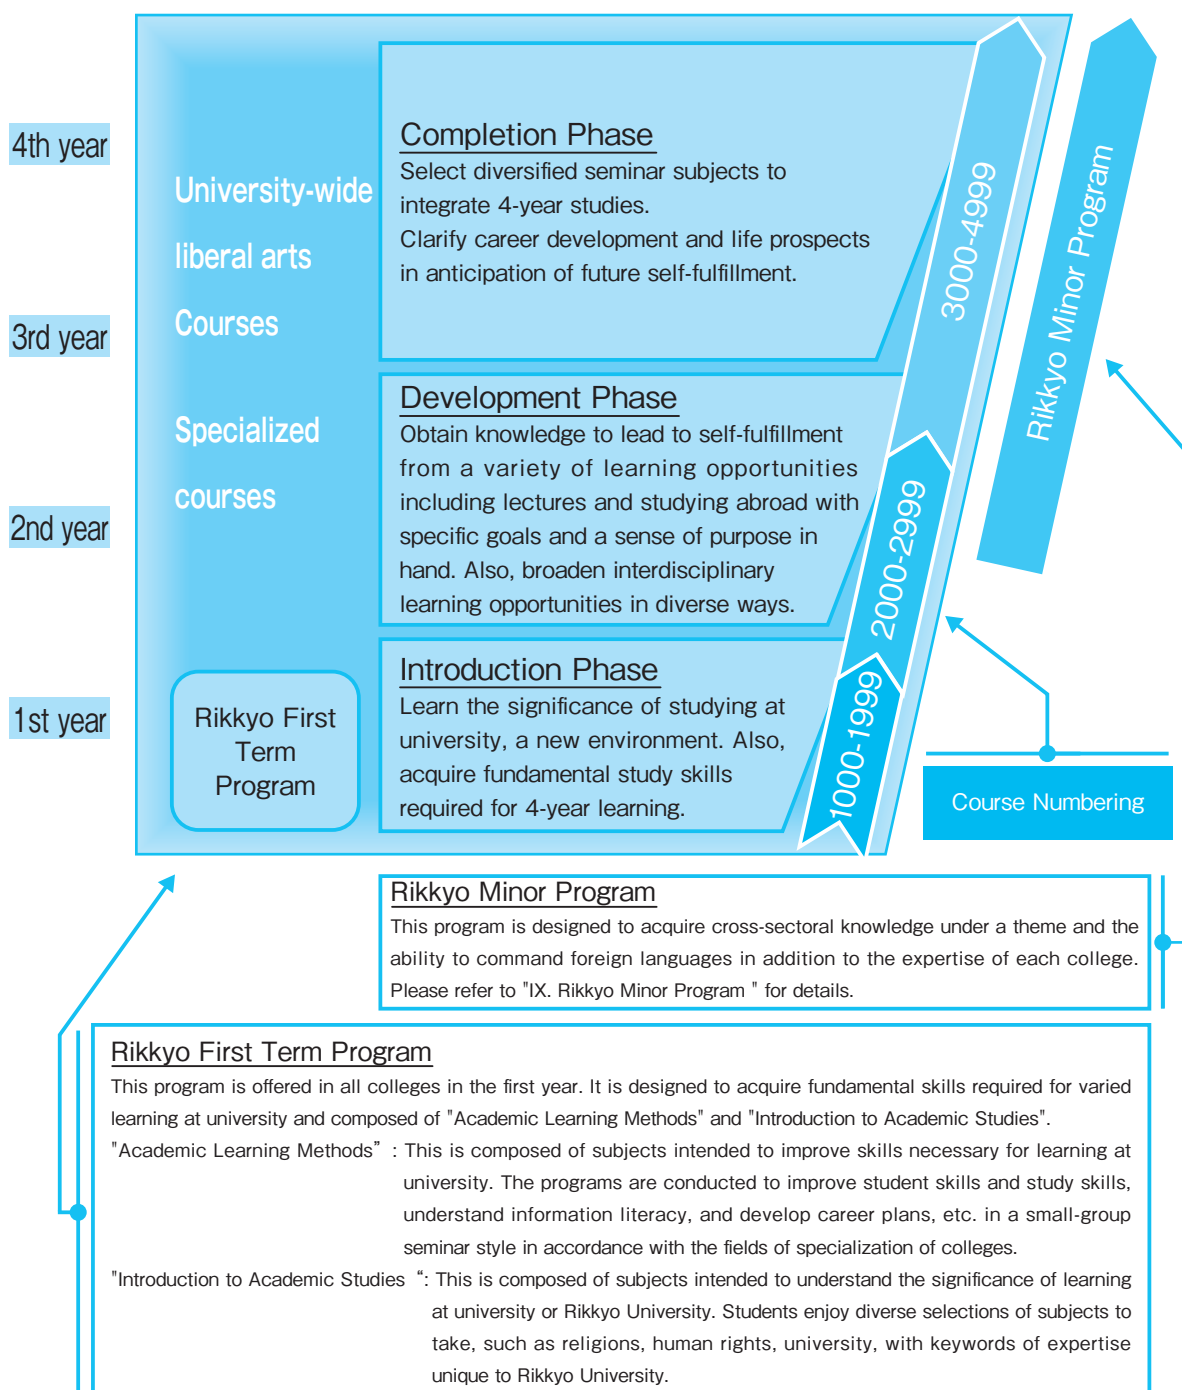 4th year
3rd year
2nd year
1st year
University-wide
liberal arts
Courses
Specialized
courses
Rikkyo First
Term
Program
Completion Phase
Select diversified seminar subjects to
integrate 4-year studies.
Clarify career development and life prospects
in anticipation of future self-fulfillment.
Development Phase
Obtain knowledge to lead to self-fulfillment
from a variety of learning opportunities
including lectures and studying abroad with
specific goals and a sense of purpose in
hand. Also, broaden interdisciplinary
learning opportunities in diverse ways.
Introduction Phase
Learn the significance of studying at
university, a new environment. Also,
acquire fundamental study skills
required for 4-year learning.
3000-4999
2000-2999
1000-1999
Rikkyo Minor Program
Course Numbering
Rikkyo Minor Program
This program is designed to acquire cross-sectoral knowledge under a theme and the
ability to command foreign languages in addition to the expertise of each college.
Please refer to "IX. Rikkyo Minor Program " for details.
Rikkyo First Term Program
This program is offered in all colleges in the first year. It is designed to acquire fundamental skills required for varied
learning at university and composed of "Academic Learning Methods" and "Introduction to Academic Studies".
"Academic Learning Methods” : This is composed of subjects intended to improve skills necessary for learning at
university. The programs are conducted to improve student skills and study skills,
understand information literacy, and develop career plans, etc. in a small-group
seminar style in accordance with the fields of specialization of colleges.
"Introduction to Academic Studies “: This is composed of subjects intended to understand the significance of learning
at university or Rikkyo University. Students enjoy diverse selections of subjects to
take, such as religions, human rights, university, with keywords of expertise
unique to Rikkyo University.